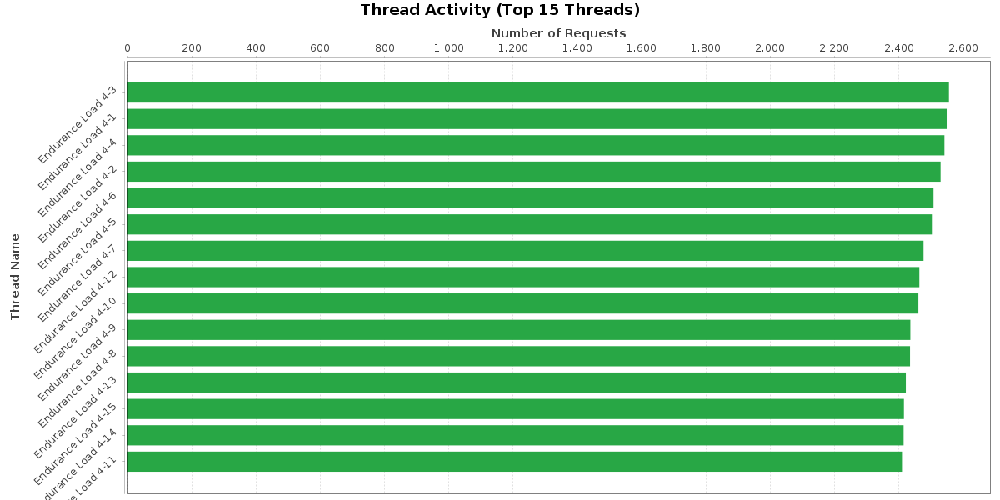 Thread Activity (Top 15 Threads)
Number of Requests
0 200 400 600 800 1,000 1,200 1,400 1,600 1,800 2,000 2,200 2,400 2,600
Thread Name
Endurance Load 4-3
Endurance Load 4-1
Endurance Load 4-4
Endurance Load 4-2
Endurance Load 4-6
Endurance Load 4-5
Endurance Load 4-7
Endurance Load 4-12
Endurance Load 4-10
Endurance Load 4-9
Endurance Load 4-8
Endurance Load 4-13
Endurance Load 4-15
durance Load 4-14
Load 4-11